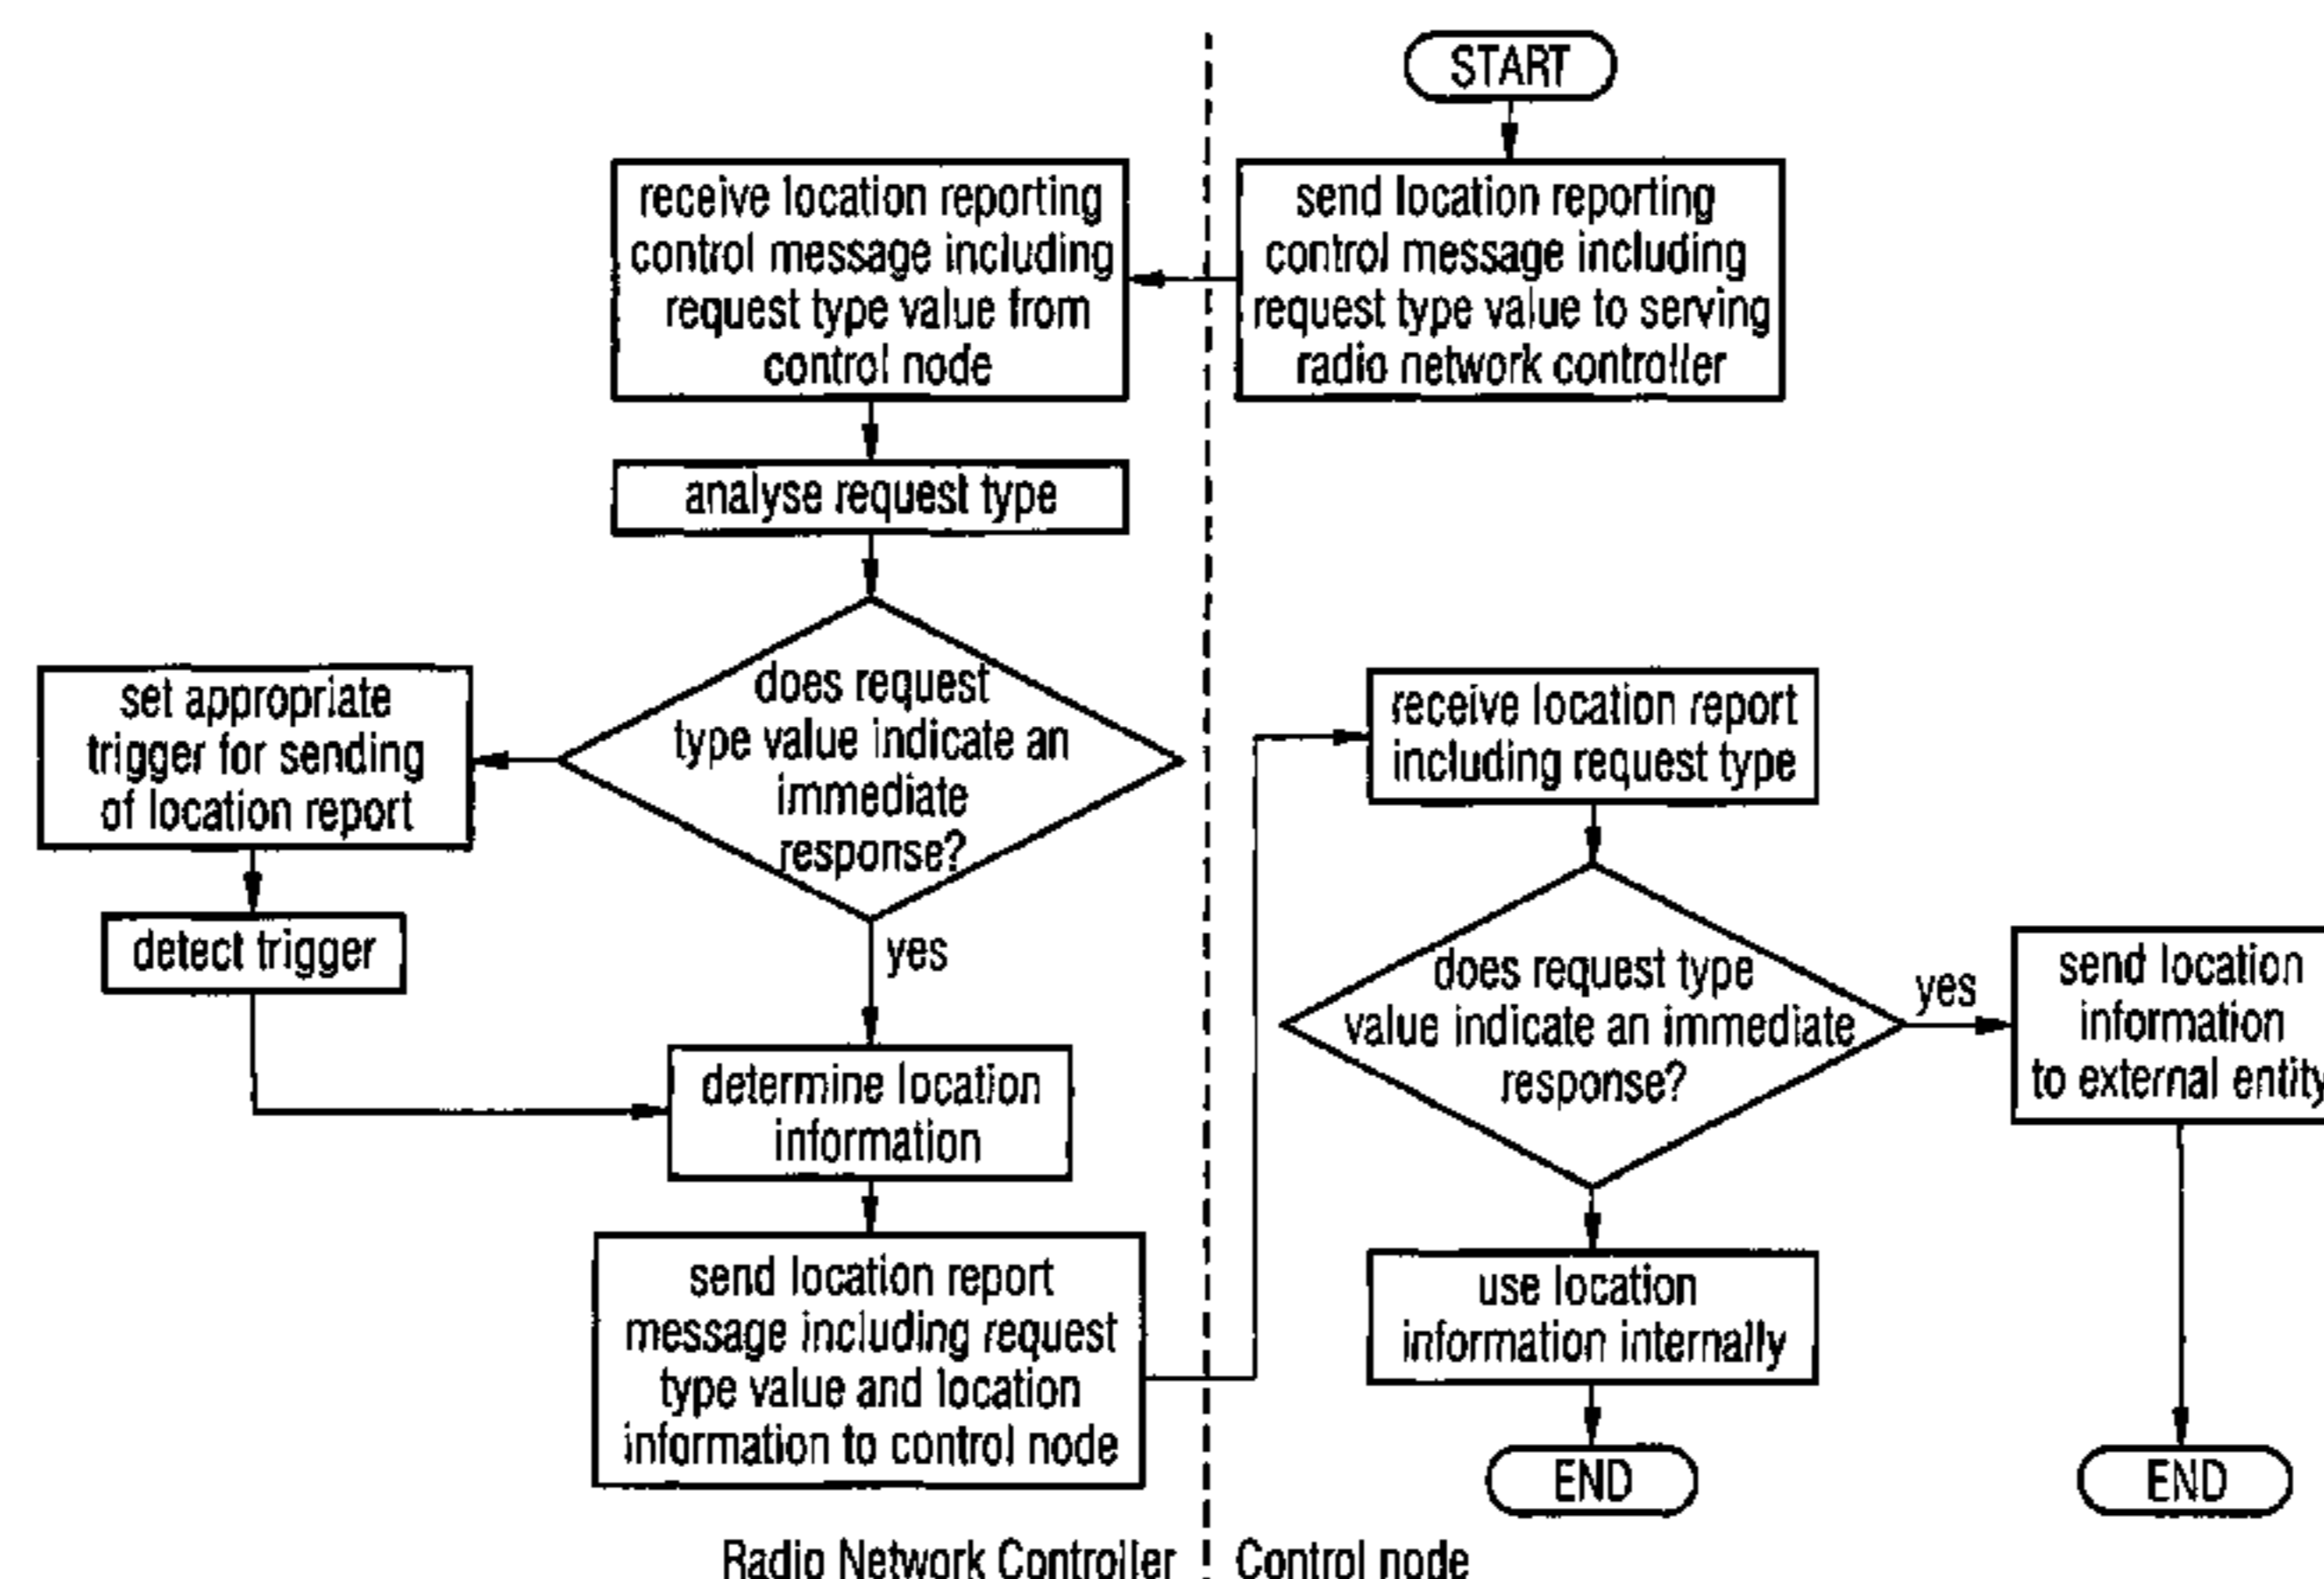 START
send location reporting
control message including
request type value to serving
radio network controller
receive location reporting
control message including
request type value from
control node
analyse request type
does request
type value indicate an
immediate
response?
set appropriate
trigger for sending
of location report
detect trigger
yes
determine location
information
send location report
message including request
type value and location
information to control node
receive location report
including request type
does request type
value indicate an immediate
response?
yes
send location
information
to external entity
use location
information internally
END
END
Radio Network Controller
Control node